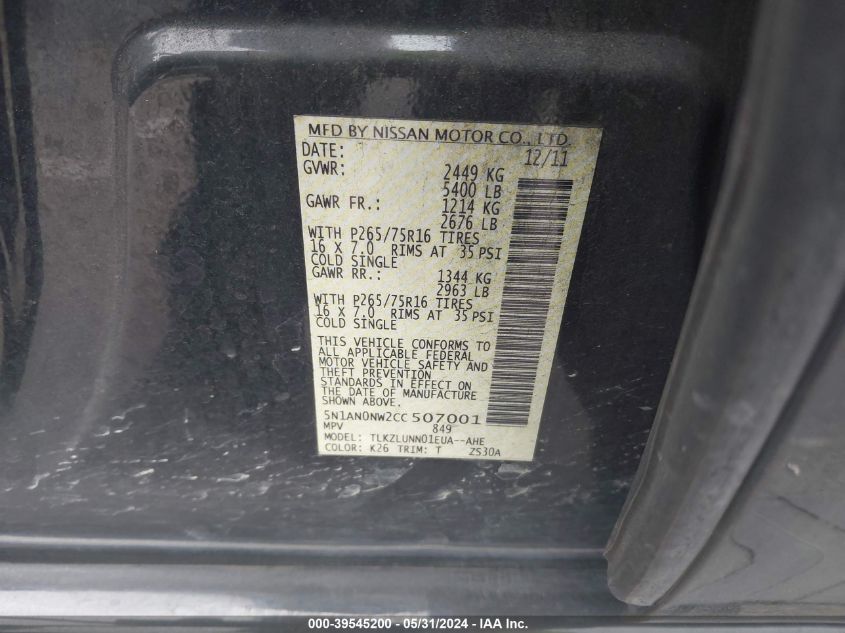 MFD BY NISSAN MOTOR CO., LTD.
DATE: 12/11
GVWR: 2449 KG
5400 LB
GAWR FR.: 1214 KG
2676 LB
WITH P265/75R16 TIRES
16 X 7.0 RIMS AT 35 PSI
COLD SINGLE
GAWR RR.: 1344 KG
2963 LB
WITH P265/75R16 TIRES
16 X 7.0 RIMS AT 35 PSI
COLD SINGLE
THIS VEHICLE CONFORMS TO
ALL APPLICABLE FEDERAL
MOTOR VEHICLE SAFETY AND
THEFT PREVENTION
STANDARDS IN EFFECT ON
THE DATE OF MANUFACTURE
SHOWN ABOVE.
5N1AN0NW2CC507001
MPV 849
MODEL: TLKZLUNN01EUA--AHE
COLOR: K26 TRIM: T ZS30A
000-39545200 - 05/31/2024 - IAA Inc.